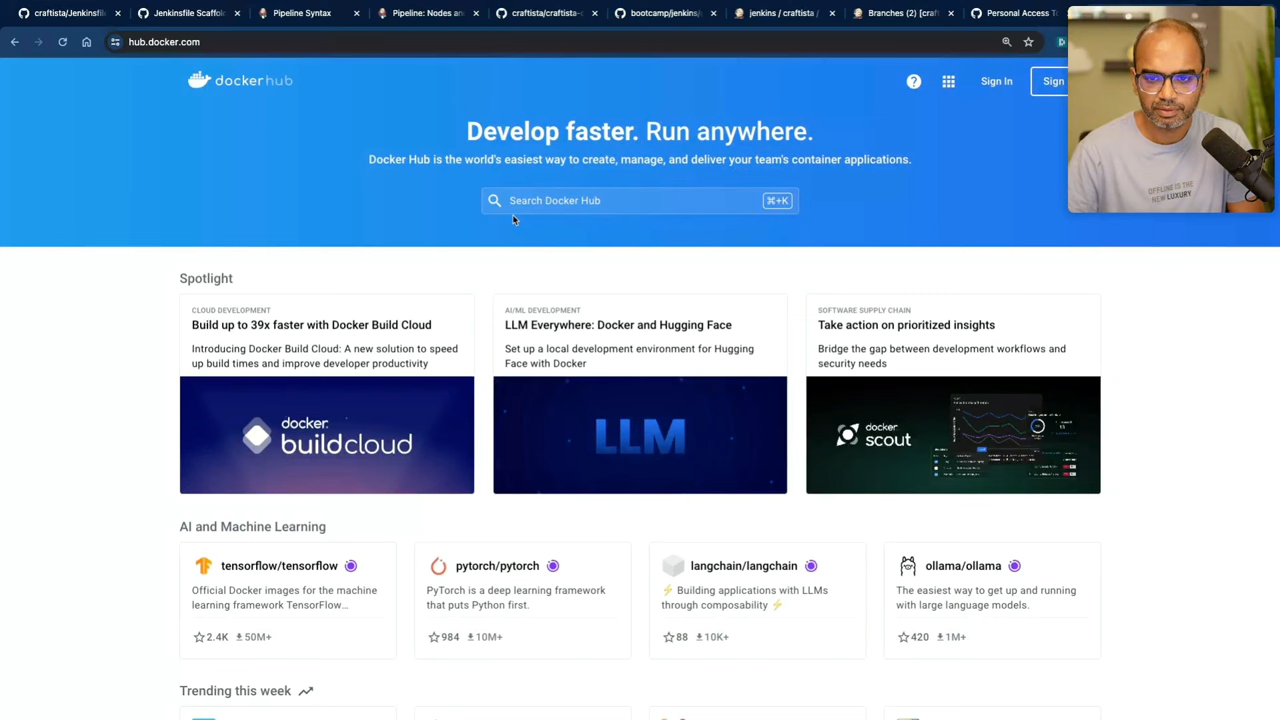 craftista/Jenkinsfil
Jenkinsfile Scaffol
Pipeline Syntax
Pipeline: Nodes an
craftista/craftista-
bootcamp/jenkins/
jenkins / craftista /
Branches (2) [craf
Personal Access T
hub.docker.com
dockerhub
?
Sign In
Sign
Develop faster. Run anywhere.
Docker Hub is the world's easiest way to create, manage, and deliver your team's container applications.
Search Docker Hub
⌘+K
OFFLINE IS THE
NEW LUXURY
Spotlight
CLOUD DEVELOPMENT
Build up to 39x faster with Docker Build Cloud
Introducing Docker Build Cloud: A new solution to speed
up build times and improve developer productivity
docker
buildcloud
AI/ML DEVELOPMENT
LLM Everywhere: Docker and Hugging Face
Set up a local development environment for Hugging
Face with Docker
LLM
SOFTWARE SUPPLY CHAIN
Take action on prioritized insights
Bridge the gap between development workflows and
security needs
docker
scout
AI and Machine Learning
tensorflow/tensorflow
Official Docker images for the machine
learning framework TensorFlow...
2.4K 50M+
pytorch/pytorch
PyTorch is a deep learning framework
that puts Python first.
984 10M+
langchain/langchain
⚡ Building applications with LLMs
through composability ⚡
88 10K+
ollama/ollama
The easiest way to get up and running
with large language models.
420 1M+
Trending this week